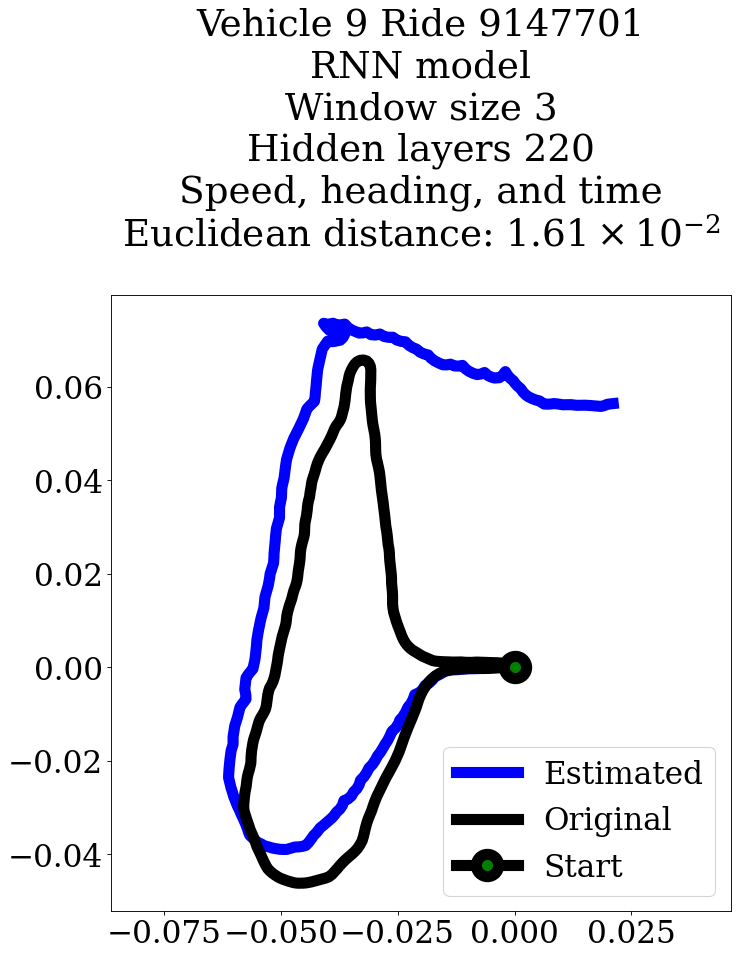 Vehicle 9 Ride 9147701
RNN model
Window size 3
Hidden layers 220
Speed, heading, and time
Euclidean distance: 1.61 × 10⁻²
0.06
0.04
0.02
0.00
−0.02
−0.04
−0.075 −0.050 −0.025 0.000 0.025
Estimated
Original
Start